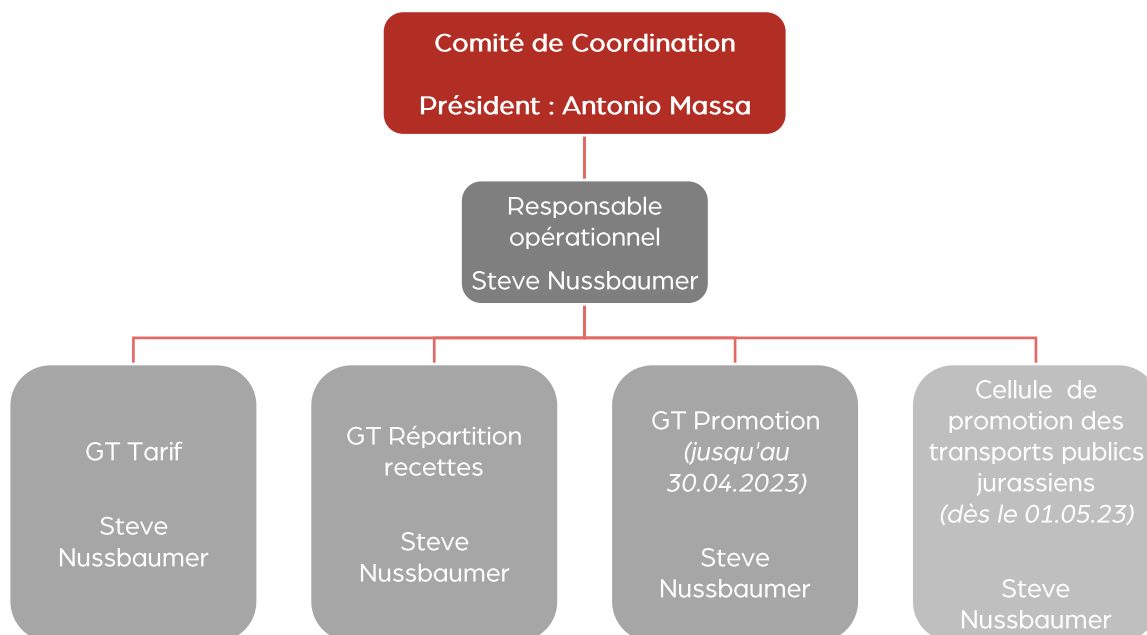 Comité de Coordination
Président : Antonio Massa
Responsable
opérationnel
Steve Nussbaumer
GT Tarif
Steve
Nussbaumer
GT Répartition
recettes
Steve
Nussbaumer
GT Promotion
(jusqu'au
30.04.2023)
Steve
Nussbaumer
Cellule de
promotion des
transports publics
jurassiens
(dès le 01.05.23)
Steve
Nussbaumer